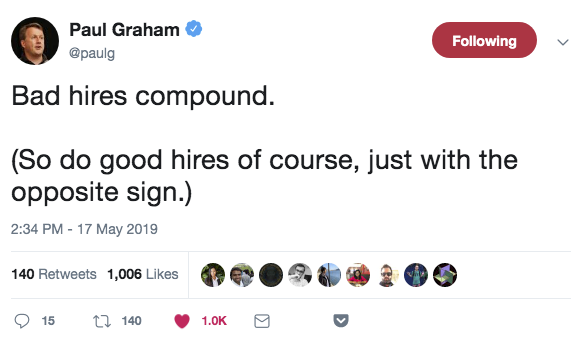 Paul Graham
@paulg
Following
Bad hires compound.
(So do good hires of course, just with the
opposite sign.)
2:34 PM - 17 May 2019
140 Retweets 1,006 Likes
15 140 1.0K